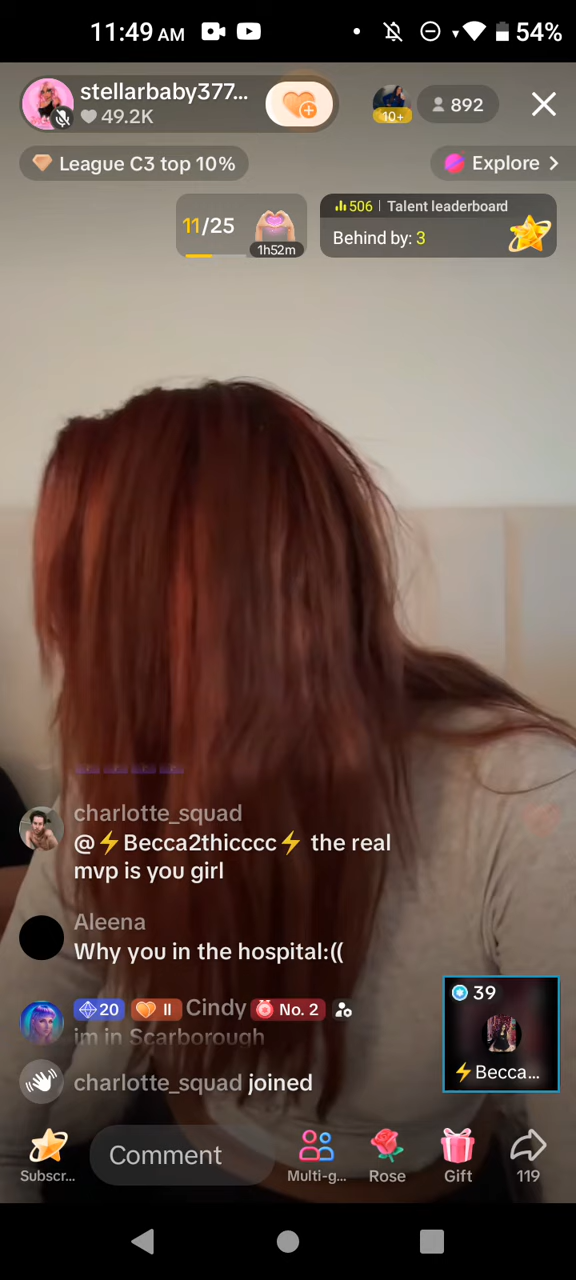 11:49 AM
54%
stellarbaby377...
49.2K
10+
892
League C3 top 10%
Explore
11/25
1h52m
506 | Talent leaderboard
Behind by: 3
charlotte_squad
@⚡Becca2thicccc⚡ the real
mvp is you girl
Aleena
Why you in the hospital:((
20 II Cindy No. 2
im in Scarborough
39
⚡Becca...
charlotte_squad joined
Comment
Subscr...
Multi-g...
Rose
Gift
119